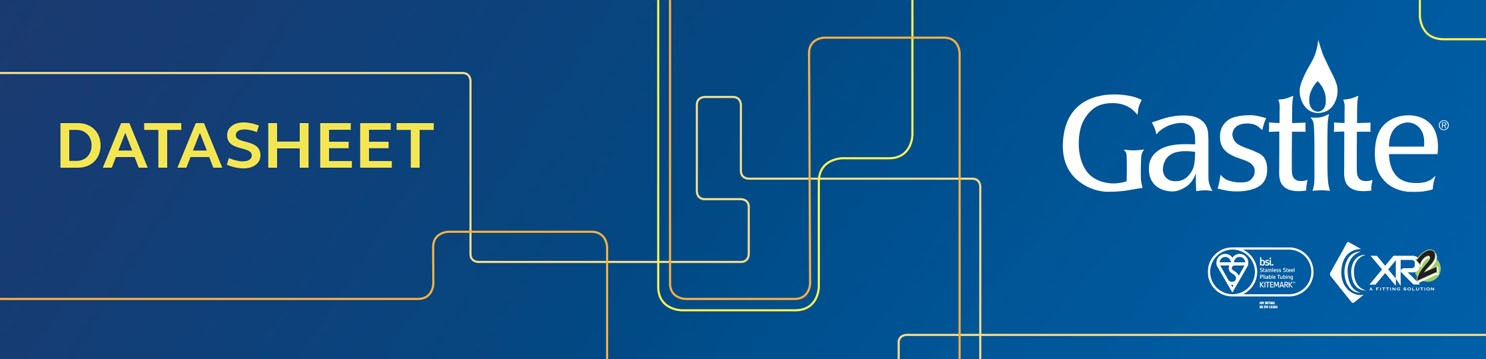 DATASHEET
Gastite®
bsi.
Stainless Steel
Pliable Tubing
KITEMARK™
XR2
A FITTING SOLUTION